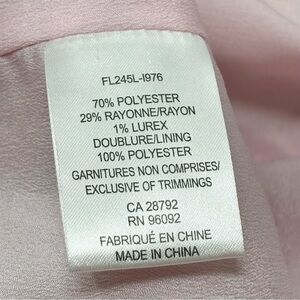 FL245L-I976
70% POLYESTER
29% RAYONNE/RAYON
1% LUREX
DOUBLURE/LINING
100% POLYESTER
GARNITURES NON COMPRISES/
EXCLUSIVE OF TRIMMINGS
CA 28792
RN 96092
FABRIQUÉ EN CHINE
MADE IN CHINA